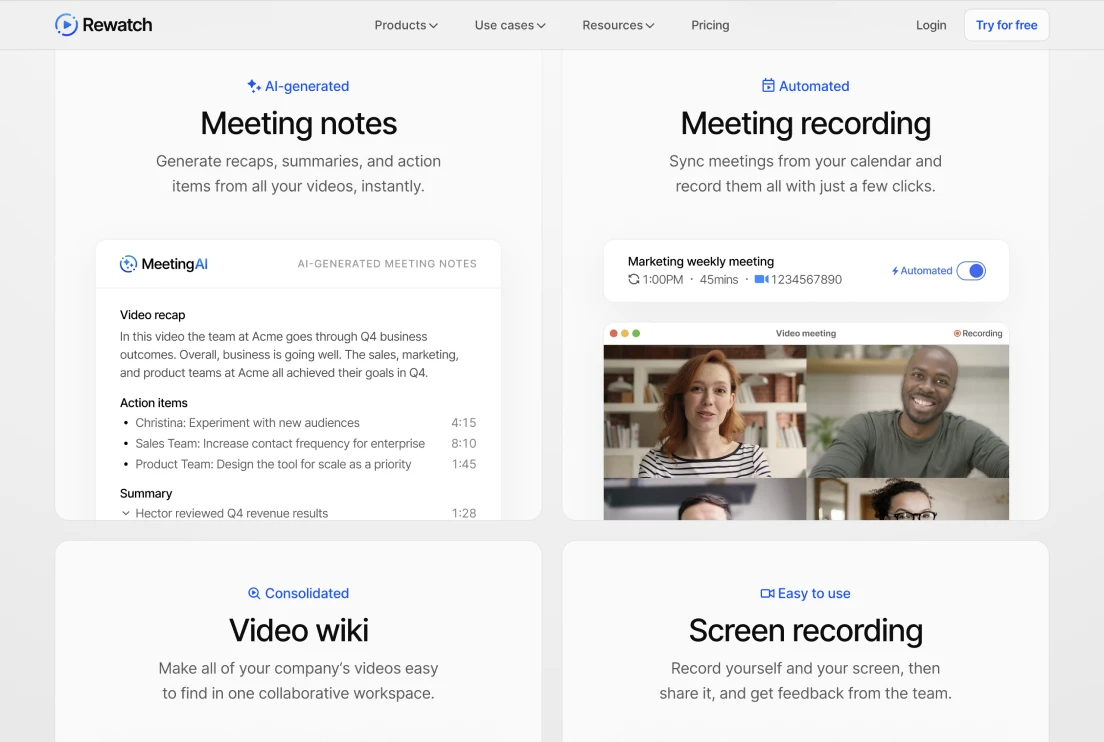 Rewatch
Products
Use cases
Resources
Pricing
Login
Try for free
AI-generated
Meeting notes
Generate recaps, summaries, and action
items from all your videos, instantly.
MeetingAI
AI-GENERATED MEETING NOTES
Video recap
In this video the team at Acme goes through Q4 business
outcomes. Overall, business is going well. The sales, marketing,
and product teams at Acme all achieved their goals in Q4.
Action items
• Christina: Experiment with new audiences 4:15
• Sales Team: Increase contact frequency for enterprise 8:10
• Product Team: Design the tool for scale as a priority 1:45
Summary
Hector reviewed Q4 revenue results 1:28
Automated
Meeting recording
Sync meetings from your calendar and
record them all with just a few clicks.
Marketing weekly meeting
1:00PM · 45mins · 1234567890
Automated
Video meeting
Recording
Consolidated
Video wiki
Make all of your company’s videos easy
to find in one collaborative workspace.
Easy to use
Screen recording
Record yourself and your screen, then
share it, and get feedback from the team.